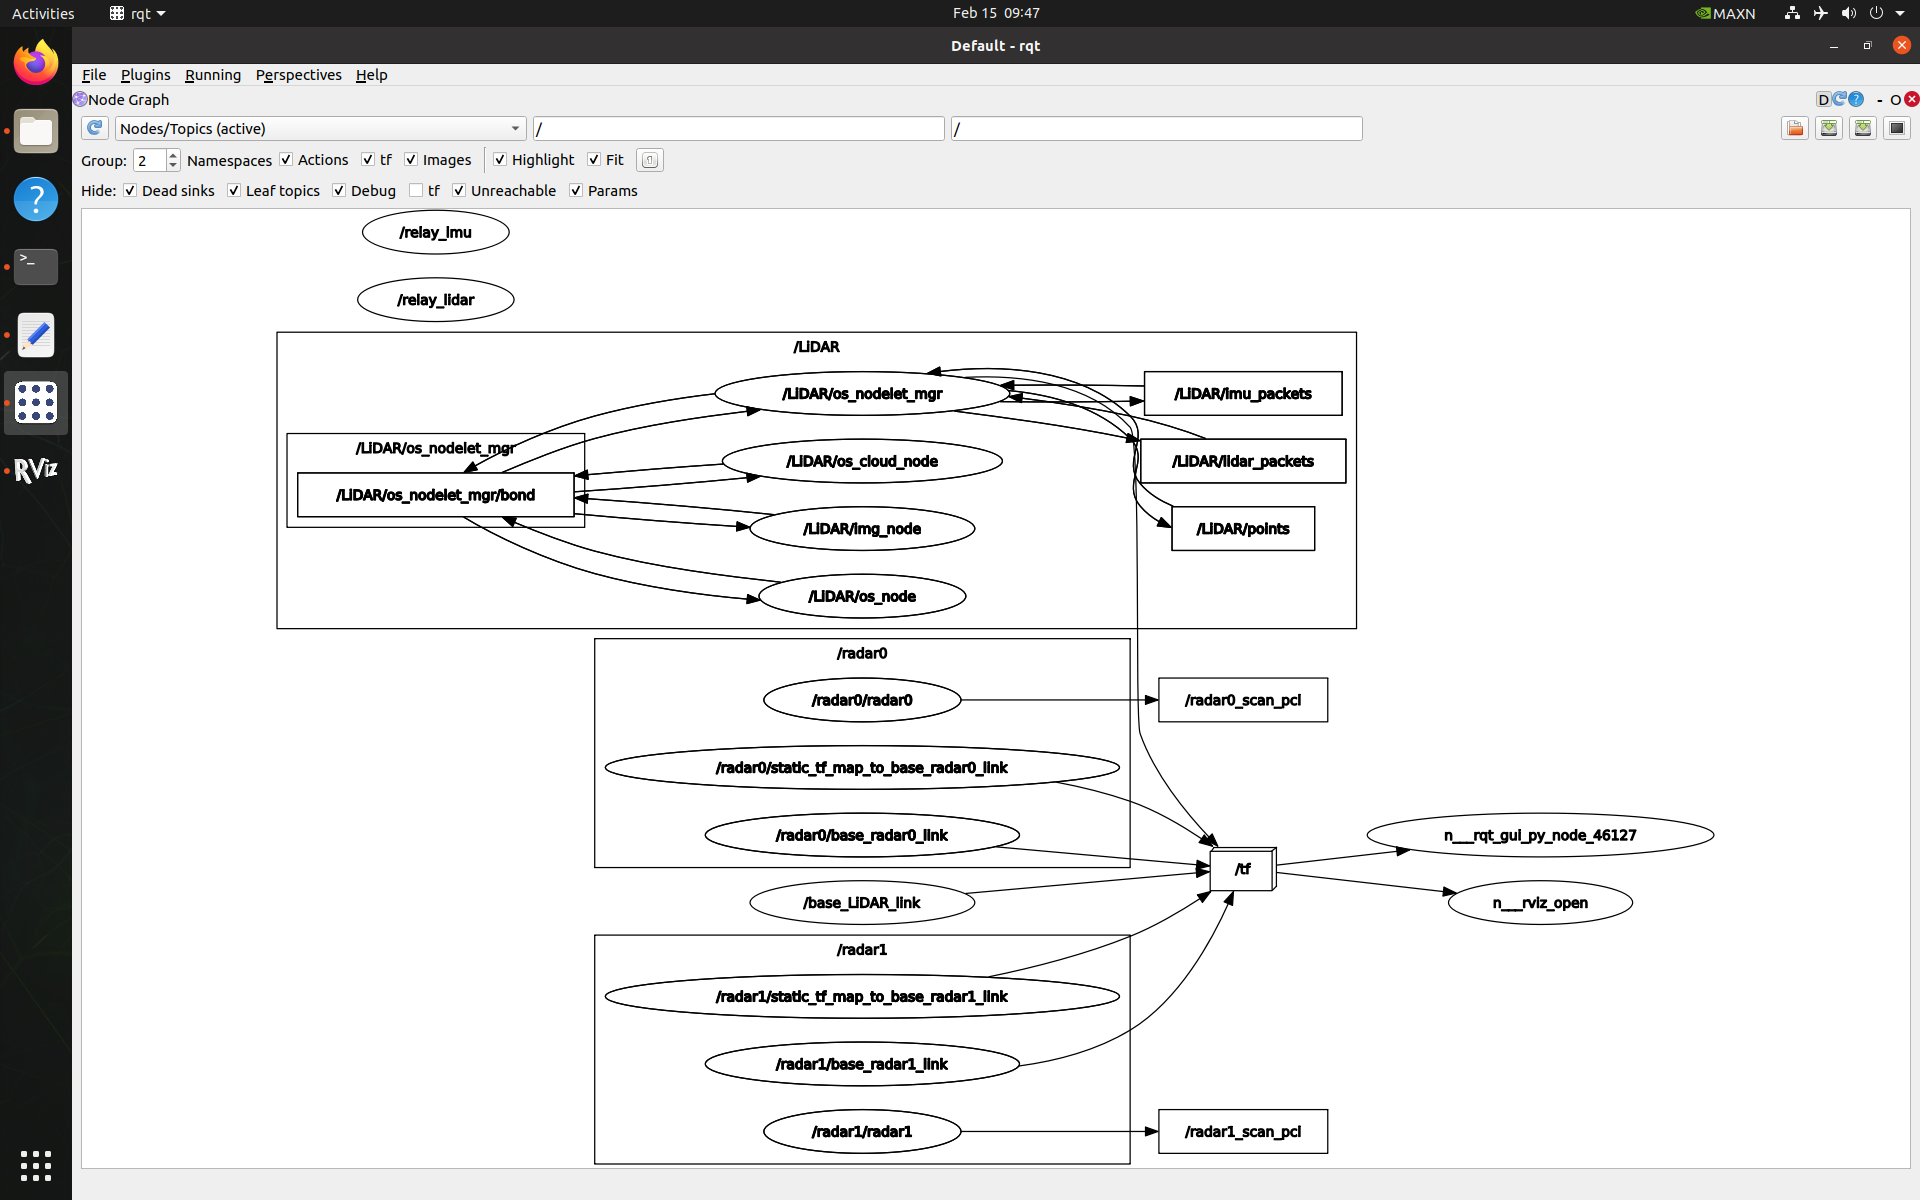 Activities rqt Feb 15 09:47 MAXN
Default - rqt
File Plugins Running Perspectives Help
Node Graph D - O
Nodes/Topics (active) / /
Group: 2 Namespaces Actions tf Images Highlight Fit
Hide: Dead sinks Leaf topics Debug tf Unreachable Params
/relay_imu
/relay_lidar
/LiDAR
/LiDAR/os_nodelet_mgr
/LiDAR/imu_packets
/LiDAR/os_nodelet_mgr
/LiDAR/os_cloud_node
/LiDAR/lidar_packets
/LiDAR/os_nodelet_mgr/bond
/LiDAR/img_node
/LiDAR/points
/LiDAR/os_node
/radar0
/radar0/radar0
/radar0_scan_pcl
/radar0/static_tf_map_to_base_radar0_link
/radar0/base_radar0_link
n___rqt_gui_py_node_46127
/tf
/base_LiDAR_link
n___rviz_open
/radar1
/radar1/static_tf_map_to_base_radar1_link
/radar1/base_radar1_link
/radar1/radar1
/radar1_scan_pcl
?
>_
RViz